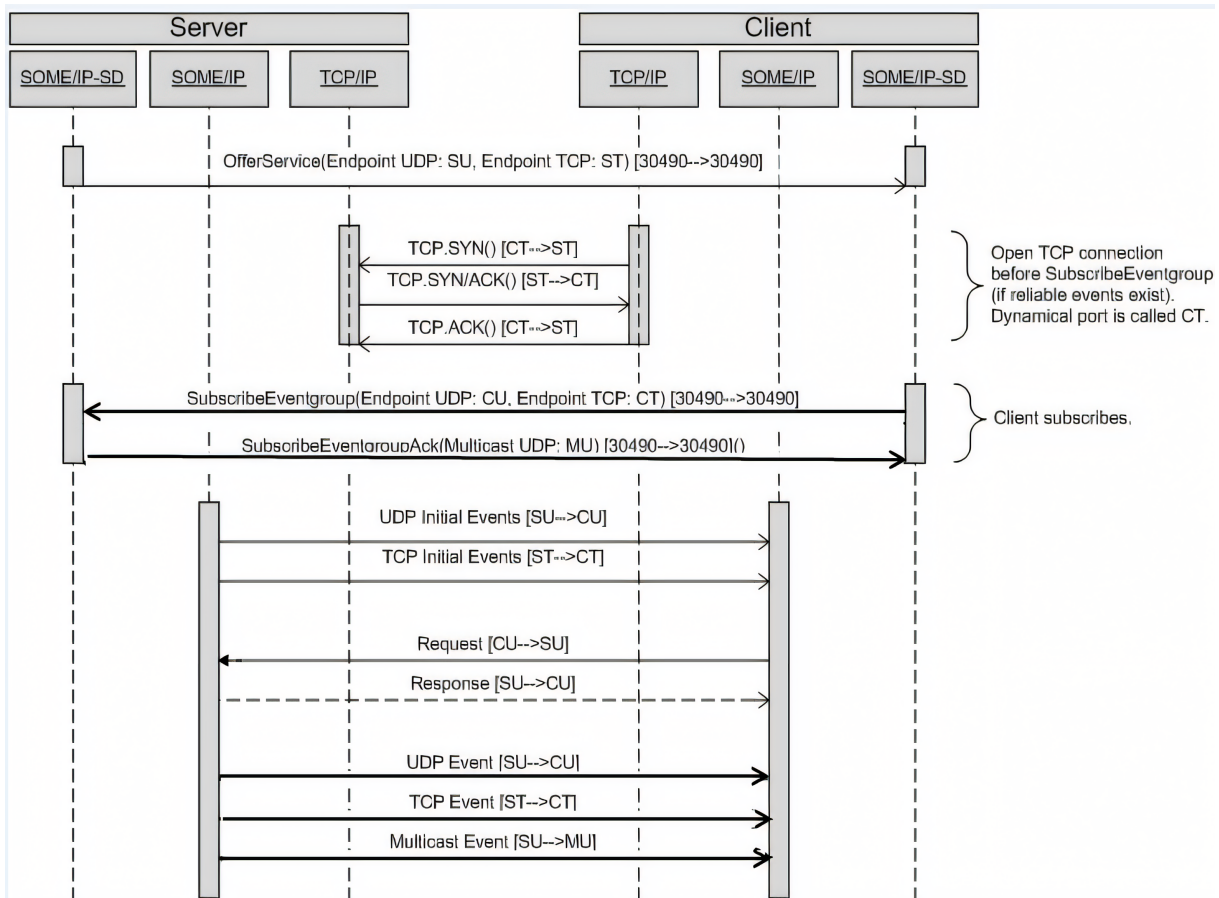 Server Client
SOME/IP-SD SOME/IP TCP/IP TCP/IP SOME/IP SOME/IP-SD
OfferService(Endpoint UDP: SU, Endpoint TCP: ST) [30490-->30490]
TCP.SYN() [CT-->ST]
TCP.SYN/ACK() [ST-->CT]
TCP.ACK() [CT-->ST]
Open TCP connection
before SubscribeEventgroup
(if reliable events exist).
Dynamical port is called CT.
SubscribeEventgroup(Endpoint UDP: CU, Endpoint TCP: CT) [30490-->30490]
Client subscribes.
SubscribeEventgroupAck(Multicast UDP: MU) [30490-->30490]()
UDP Initial Events [SU-->CU]
TCP Initial Events [ST-->CT]
Request [CU-->SU]
Response [SU-->CU]
UDP Event [SU-->CU]
TCP Event [ST-->CT]
Multicast Event [SU-->MU]